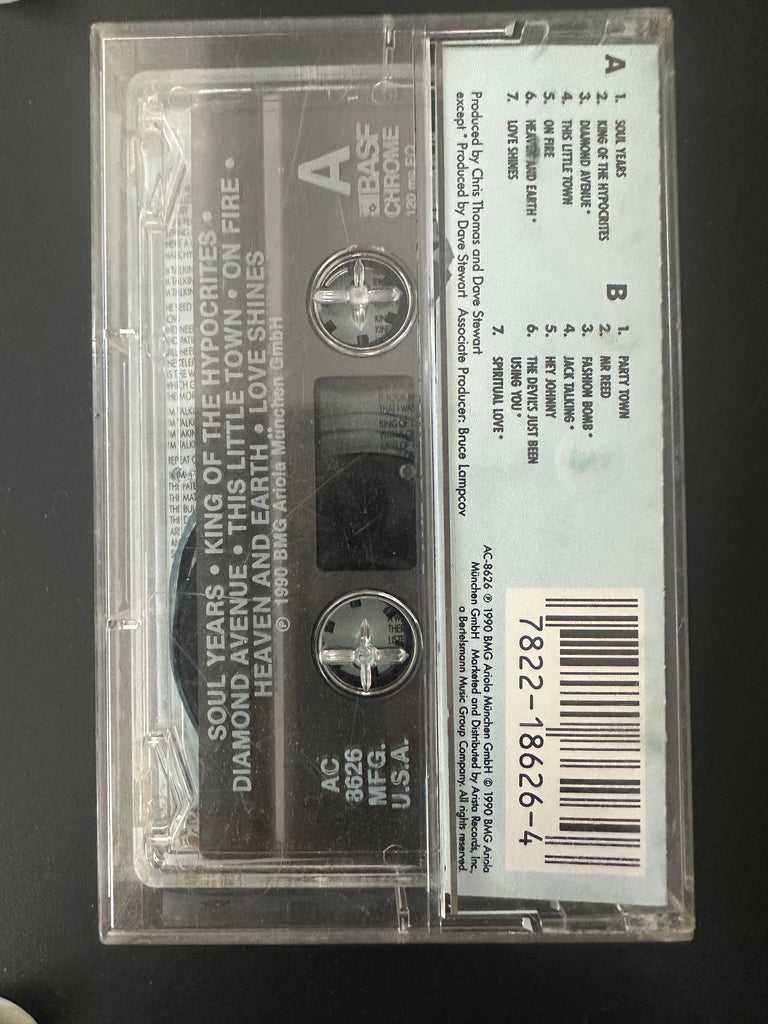 A
1. SOUL YEARS
2. KING OF THE HYPOCRITES
3. DIAMOND AVENUE*
4. THIS LITTLE TOWN
5. ON FIRE
6. HEAVEN AND EARTH*
7. LOVE SHINES
B
1. PARTY TOWN
2. MR REED
3. FASHION BOMB*
4. JACK TALKING*
5. HEY JOHNNY
6. THE DEVIL'S JUST BEEN
USING YOU*
7. SPIRITUAL LOVE*
Produced by Chris Thomas and Dave Stewart
except* Produced by Dave Stewart Associate Producer: Bruce Lampcov
AC-8626 ℗ 1990 BMG Ariola München GmbH © 1990 BMG Ariola
München GmbH Marketed and Distributed by Arista Records, Inc.,
a Bertelsmann Music Group Company. All rights reserved.
7822-18626-4
A
BASF
CHROME
120 ms EQ
AC
8626
MFG.
U.S.A.
SOUL YEARS • KING OF THE HYPOCRITES •
DIAMOND AVENUE • THIS LITTLE TOWN • ON FIRE •
HEAVEN AND EARTH • LOVE SHINES
℗ 1990 BMG Ariola München GmbH